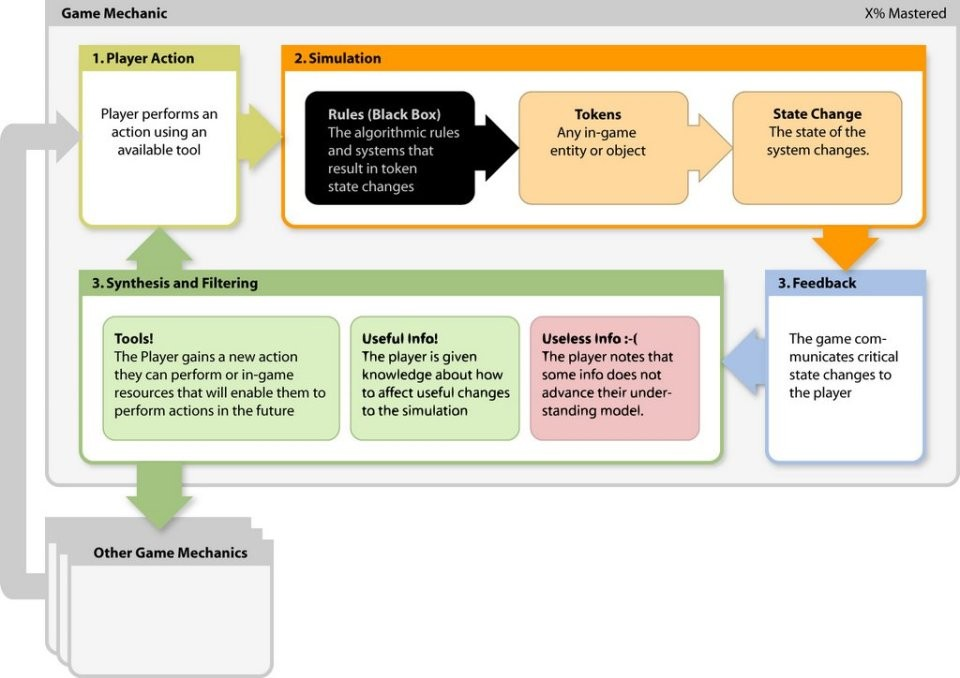 Game Mechanic
X% Mastered
1. Player Action
Player performs an
action using an
available tool
2. Simulation
Rules (Black Box)
The algorithmic rules
and systems that
result in token
state changes
Tokens
Any in-game
entity or object
State Change
The state of the
system changes.
3. Synthesis and Filtering
Tools!
The Player gains a new action
they can perform or in-game
resources that will enable them to
perform actions in the future
Useful Info!
The player is given
knowledge about how
to affect useful changes
to the simulation
Useless Info :-(
The player notes that
some info does not
advance their under-
standing model.
3. Feedback
The game com-
municates critical
state changes to
the player
Other Game Mechanics